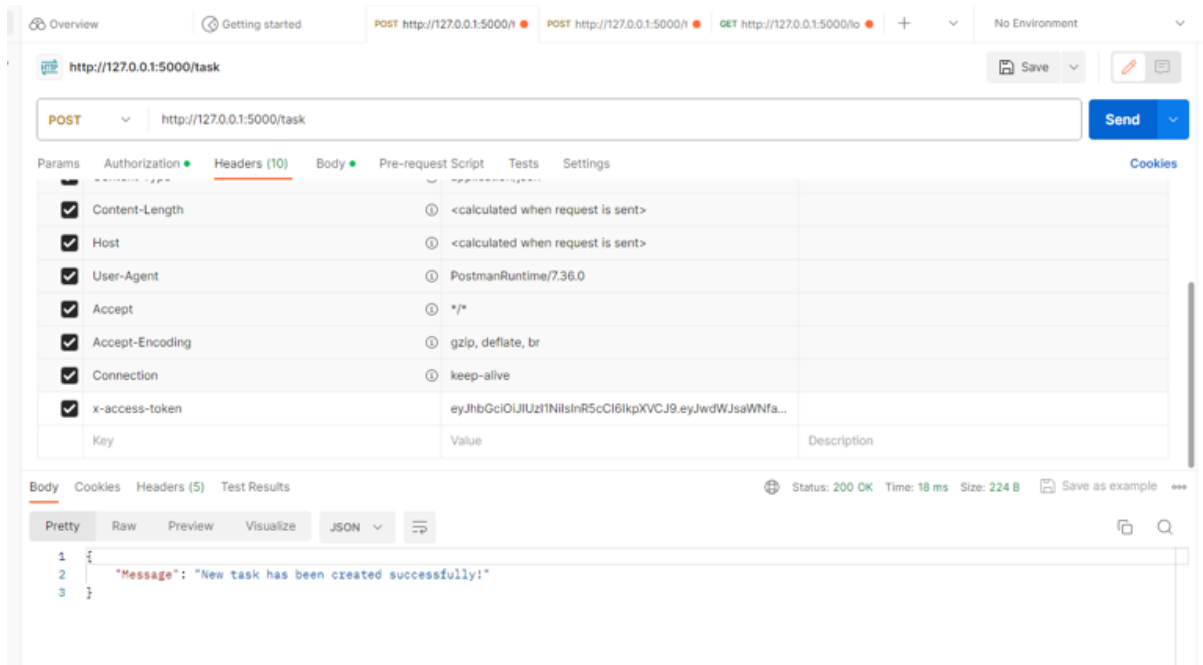 Overview Getting started POST http://127.0.0.1:5000/t POST http://127.0.0.1:5000/t GET http://127.0.0.1:5000/lo + No Environment
HTTP http://127.0.0.1:5000/task Save
POST http://127.0.0.1:5000/task Send
Params Authorization Headers (10) Body Pre-request Script Tests Settings Cookies
Content-Type application/json
Content-Length <calculated when request is sent>
Host <calculated when request is sent>
User-Agent PostmanRuntime/7.36.0
Accept */*
Accept-Encoding gzip, deflate, br
Connection keep-alive
x-access-token eyJhbGciOiJIUzI1NiIsInR5cCI6IkpXVCJ9.eyJwdWJsaWNfa...
Key Value Description
Body Cookies Headers (5) Test Results Status: 200 OK Time: 18 ms Size: 224 B Save as example
Pretty Raw Preview Visualize JSON
1 {
2 "Message": "New task has been created successfully!"
3 }